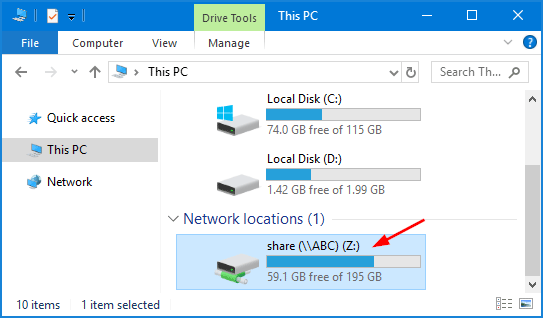 Drive Tools
This PC
File
Computer
View
Manage
This PC
Search Th...
Quick access
This PC
Network
Local Disk (C:)
74.0 GB free of 115 GB
Local Disk (D:)
1.42 GB free of 1.99 GB
Network locations (1)
share (\\ABC) (Z:)
59.1 GB free of 195 GB
10 items
1 item selected